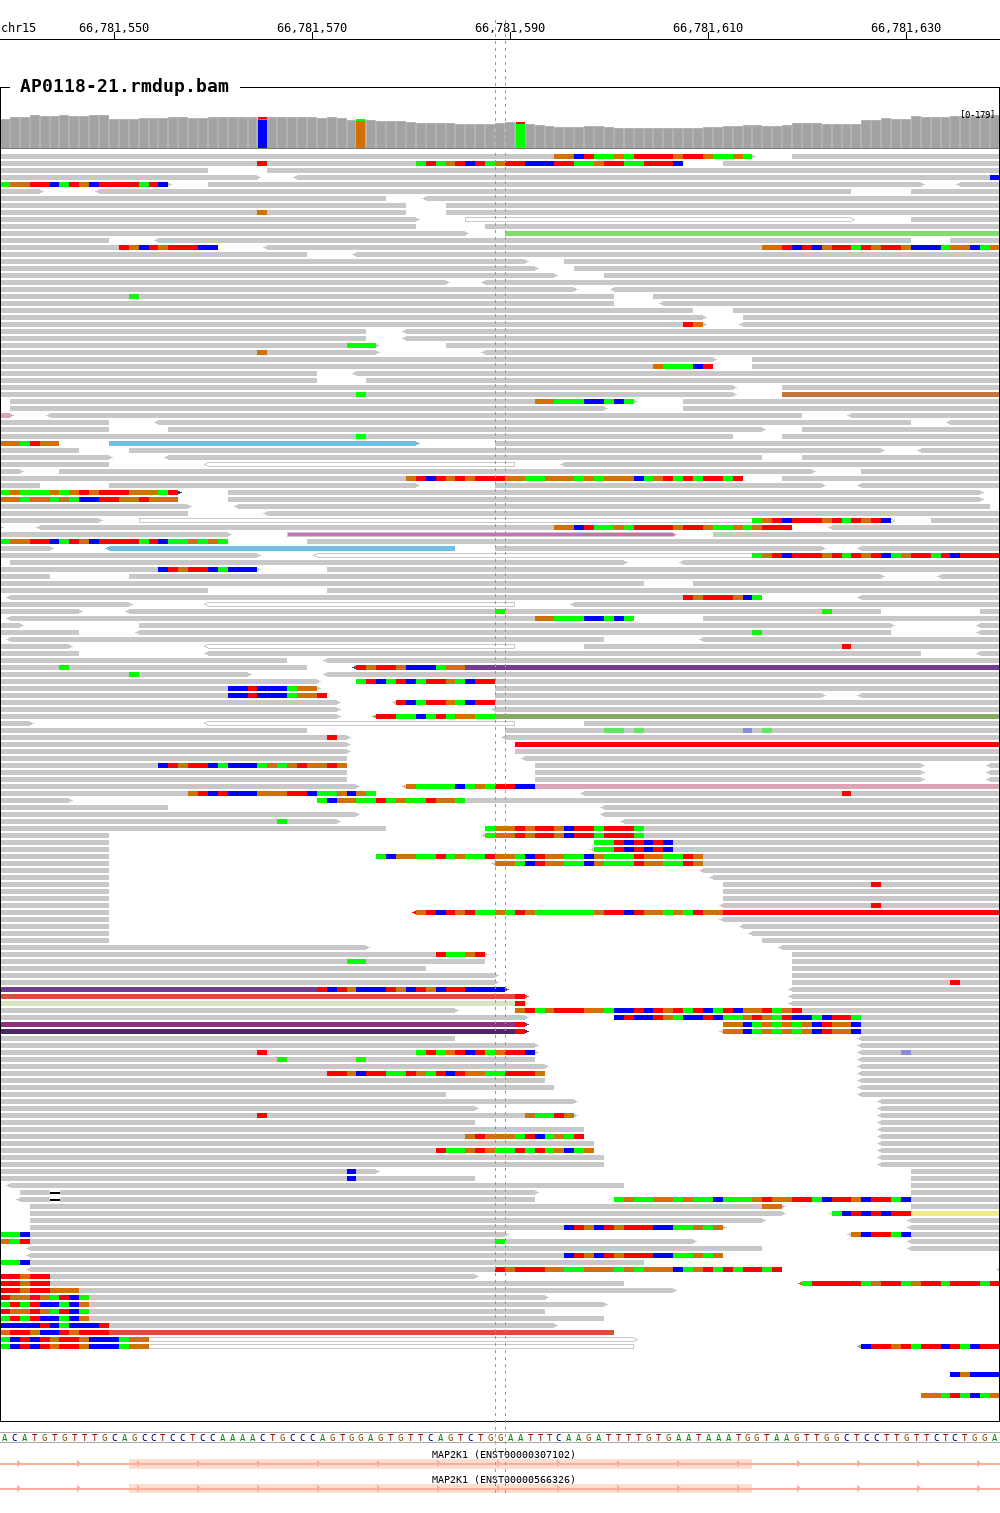 chr15 66,781,550 66,781,570 66,781,590 66,781,610 66,781,630
AP0118-21.rmdup.bam
[0-179]
ACATGTGTTTGCAGCCTCCTCCAAAACTGCCCAGTGGAGTGTTCAGTCTGGAATTTCAAGATTTTGTGAATAAATGGTAAGTTGGCTCCTTGTTCTCTGGA
MAP2K1 (ENST00000307102)
MAP2K1 (ENST00000566326)